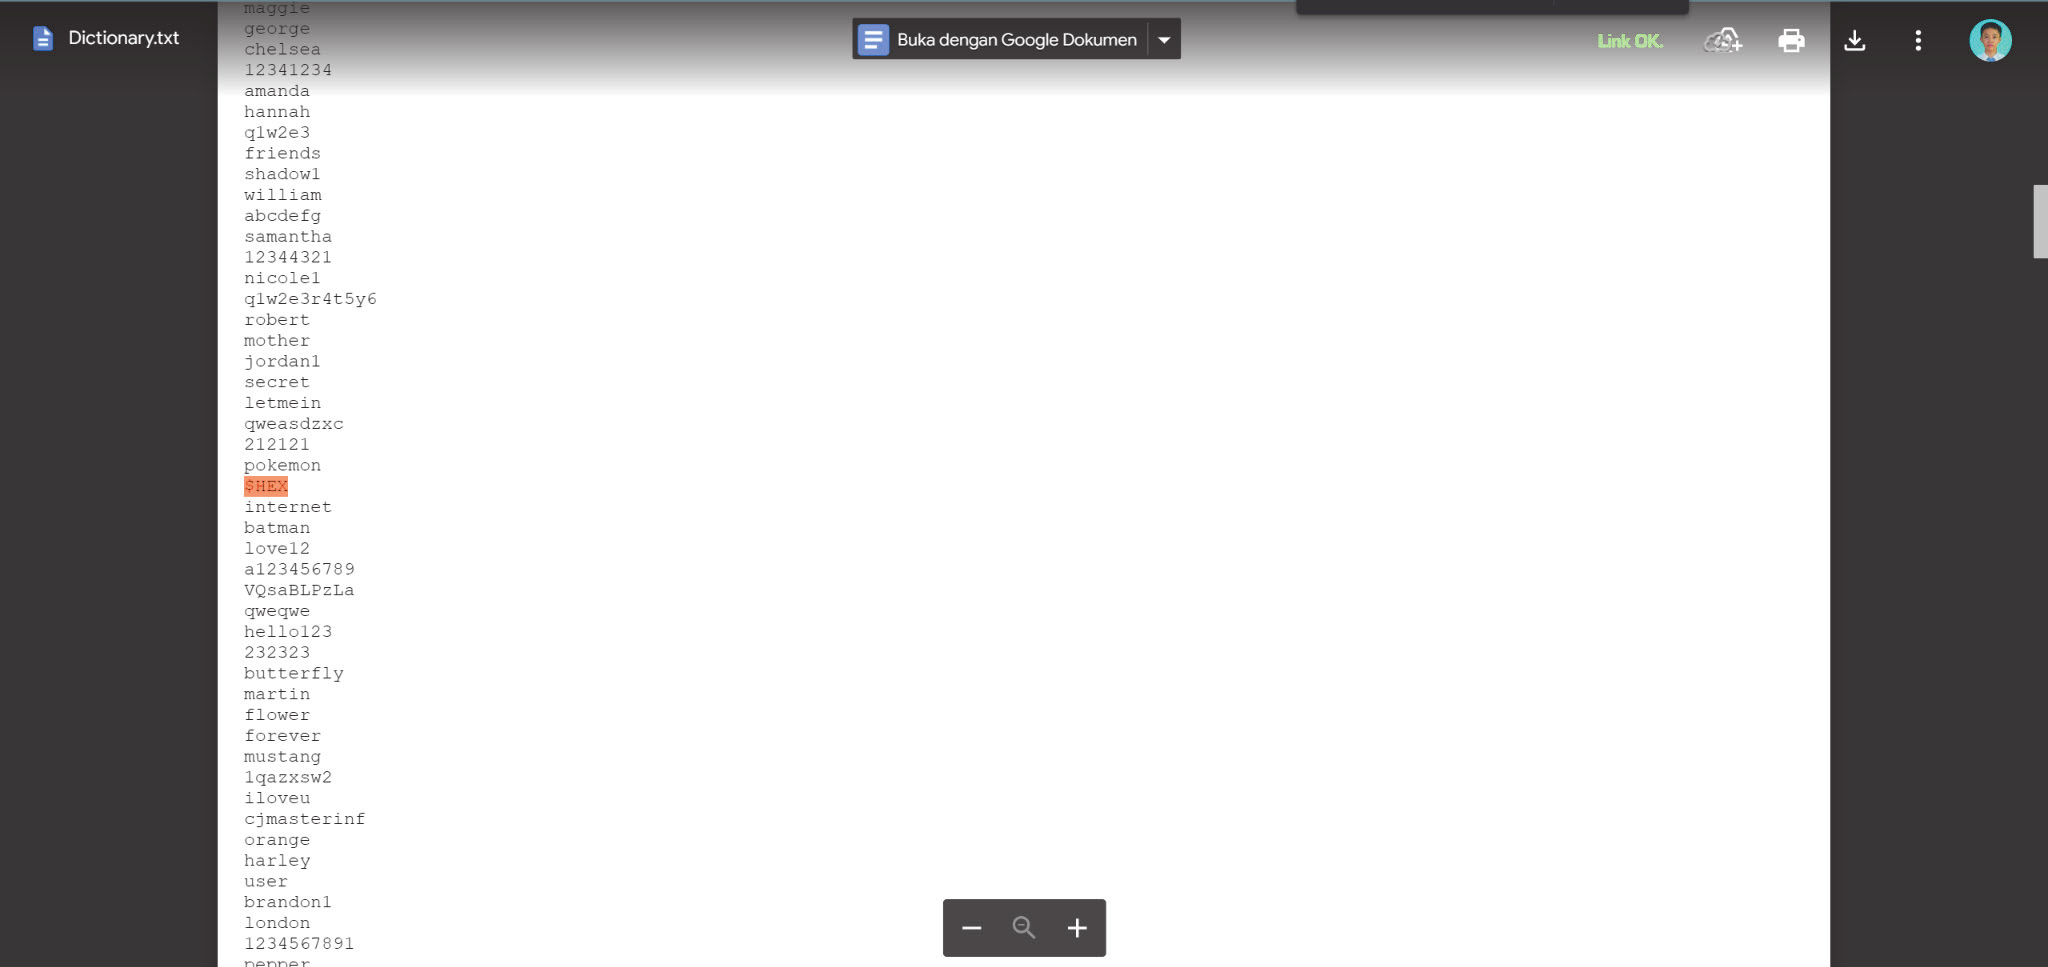 Dictionary.txt
Buka dengan Google Dokumen
Link OK.
maggie
george
chelsea
12341234
amanda
hannah
q1w2e3
friends
shadow1
william
abcdefg
samantha
12344321
nicole1
q1w2e3r4t5y6
robert
mother
jordan1
secret
letmein
qweasdzxc
212121
pokemon
$HEX
internet
batman
love12
a123456789
VQsaBLPzLa
qweqwe
hello123
232323
butterfly
martin
flower
forever
mustang
1qazxsw2
iloveu
cjmasterinf
orange
harley
user
brandon1
london
1234567891
pepper